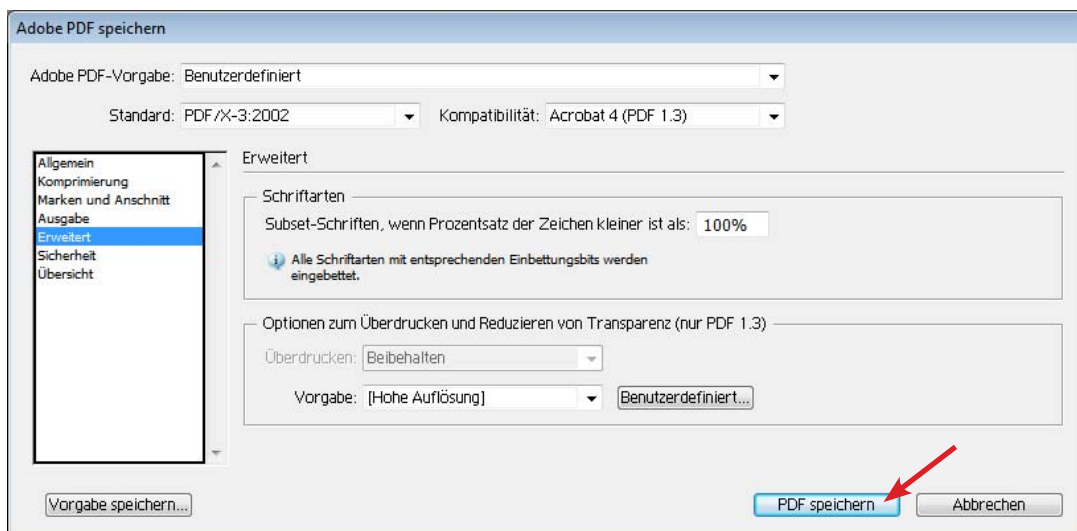 Adobe PDF speichern
Adobe PDF-Vorgabe: Benutzerdefiniert
Standard: PDF/X-3:2002 Kompatibilität: Acrobat 4 (PDF 1.3)
Allgemein
Komprimierung
Marken und Anschnitt
Ausgabe
Erweitert
Sicherheit
Übersicht
Erweitert
Schriftarten
Subset-Schriften, wenn Prozentsatz der Zeichen kleiner ist als: 100%
Alle Schriftarten mit entsprechenden Einbettungsbits werden
eingebettet.
Optionen zum Überdrucken und Reduzieren von Transparenz (nur PDF 1.3)
Überdrucken: Beibehalten
Vorgabe: [Hohe Auflösung] Benutzerdefiniert...
Vorgabe speichern... PDF speichern Abbrechen